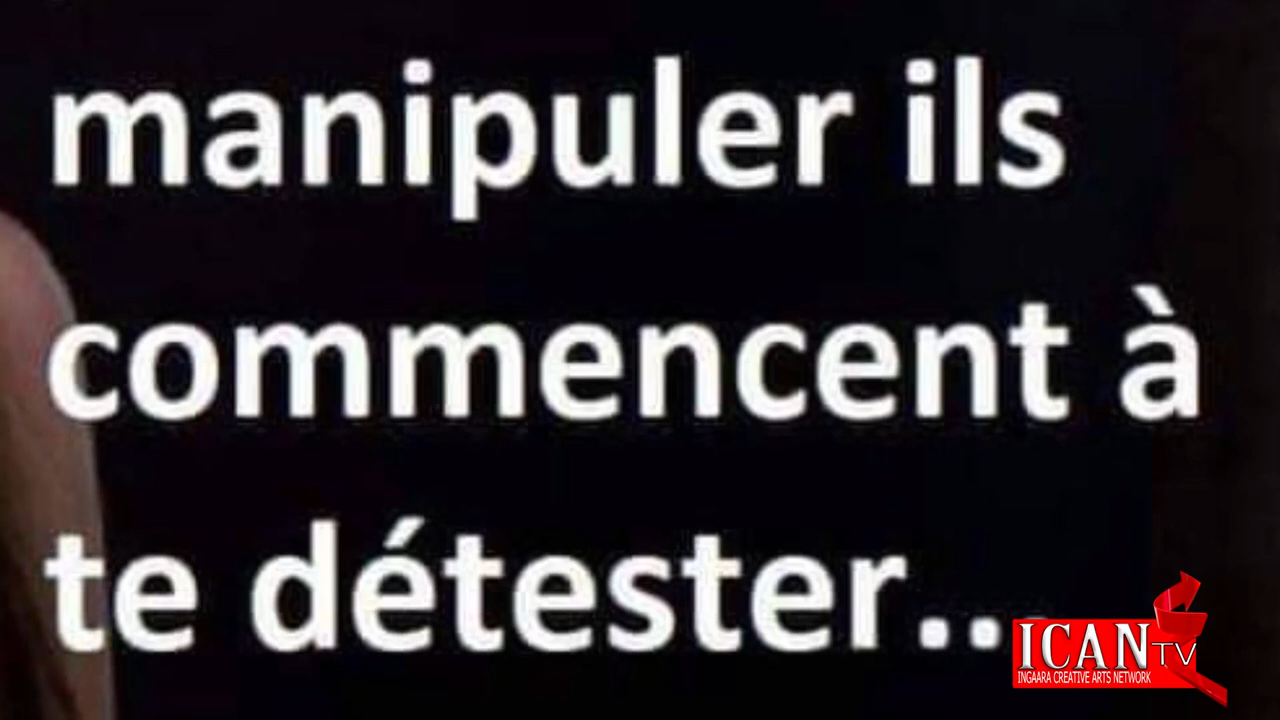 manipuler ils
commencent à
te détester...
ICAN TV
INGAARA CREATIVE ARTS NETWORK